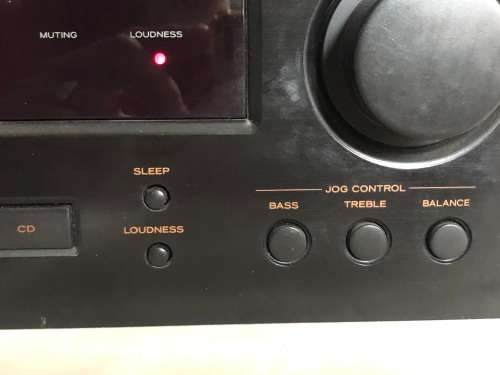 MUTING LOUDNESS
SLEEP
JOG CONTROL
BASS TREBLE BALANCE
CD
LOUDNESS